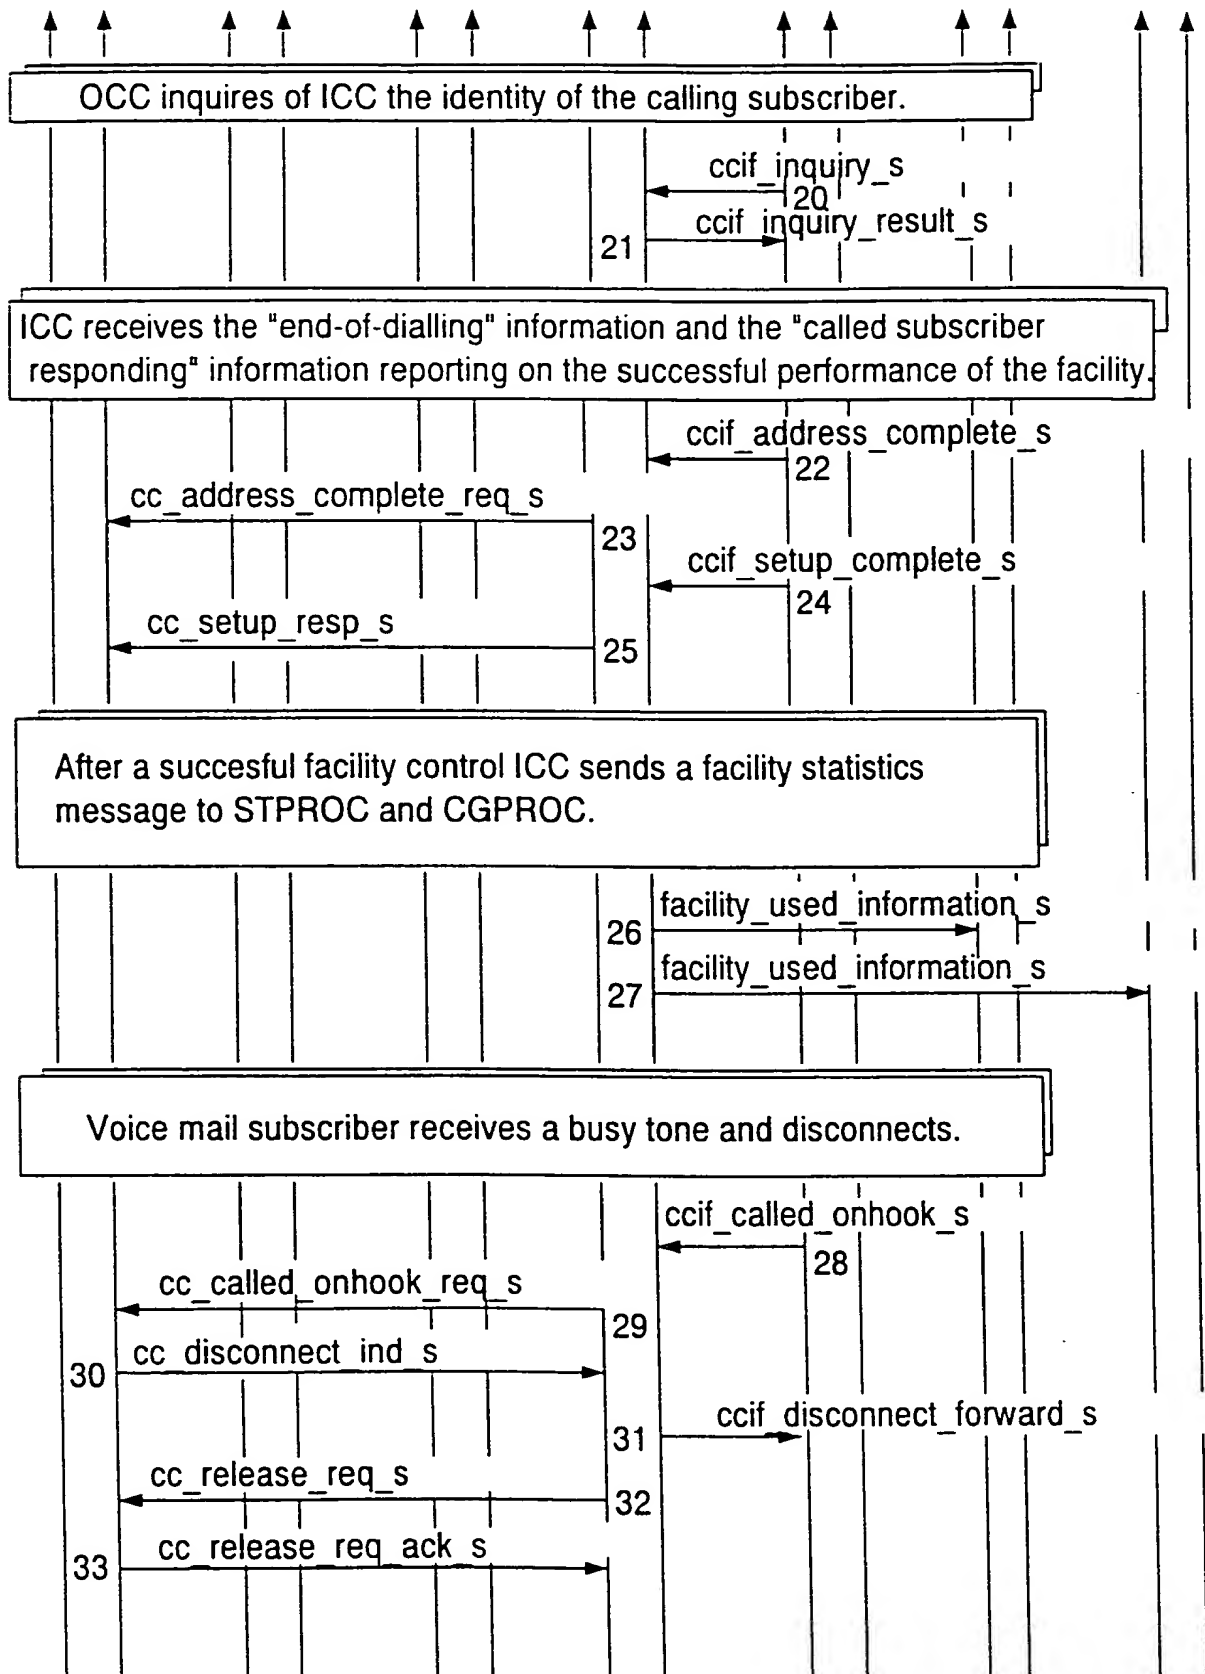 OCC inquires of ICC the identity of the calling subscriber.
ccif_inquiry_s
20
ccif_inquiry_result_s
21
ICC receives the "end-of-dialling" information and the "called subscriber
responding" information reporting on the successful performance of the facility.
ccif_address_complete_s
22
cc_address_complete_req_s
23
ccif_setup_complete_s
24
cc_setup_resp_s
25
After a succesful facility control ICC sends a facility statistics
message to STPROC and CGPROC.
facility_used_information_s
26
facility_used_information_s
27
Voice mail subscriber receives a busy tone and disconnects.
ccif_called_onhook_s
28
cc_called_onhook_req_s
29
cc_disconnect_ind_s
30
ccif_disconnect_forward_s
31
cc_release_req_s
32
cc_release_req_ack_s
33